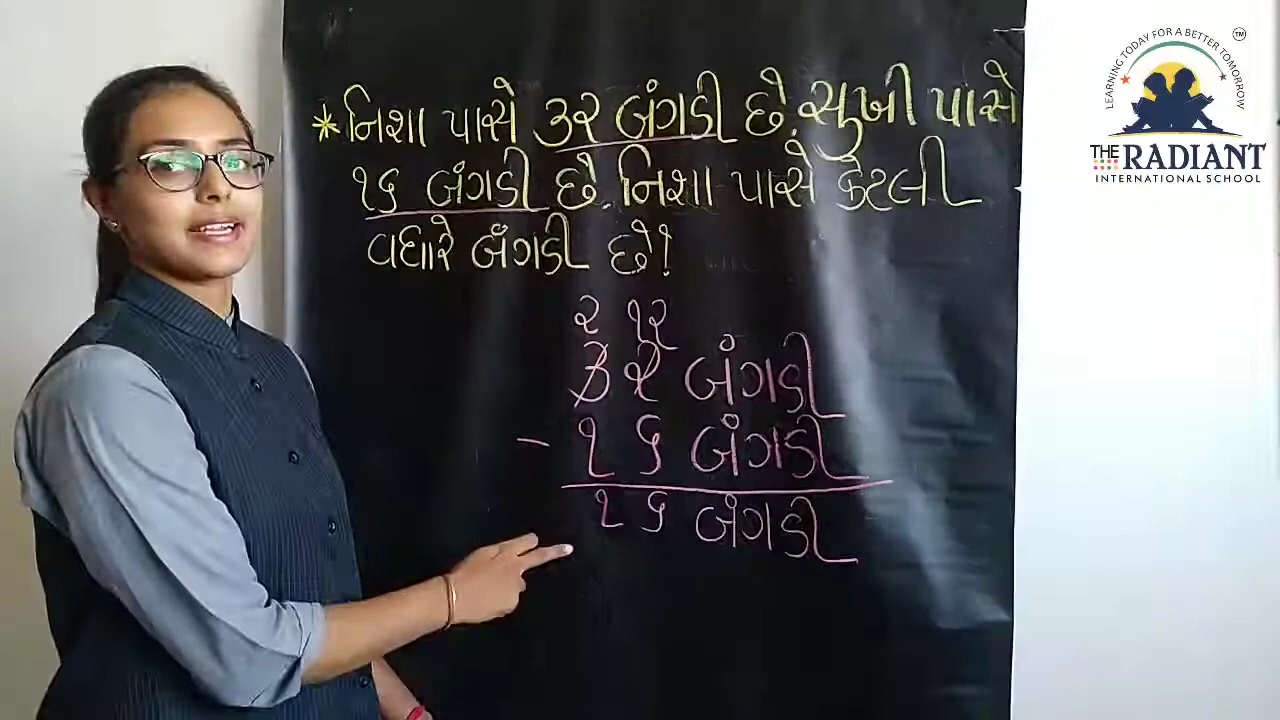 * નિશા પાસે ૩૨ બંગડી છે. સુખી પાસે
૧૬ બંગડી છે. નિશા પાસે કેટલી
વધારે બંગડી છે!
૨ ૧૨
૩ ૨ બંગડી
- ૧ ૬ બંગડી
૧ ૬ બંગડી
LEARNING TODAY FOR A BETTER TOMORROW
TM
THE RADIANT
INTERNATIONAL SCHOOL